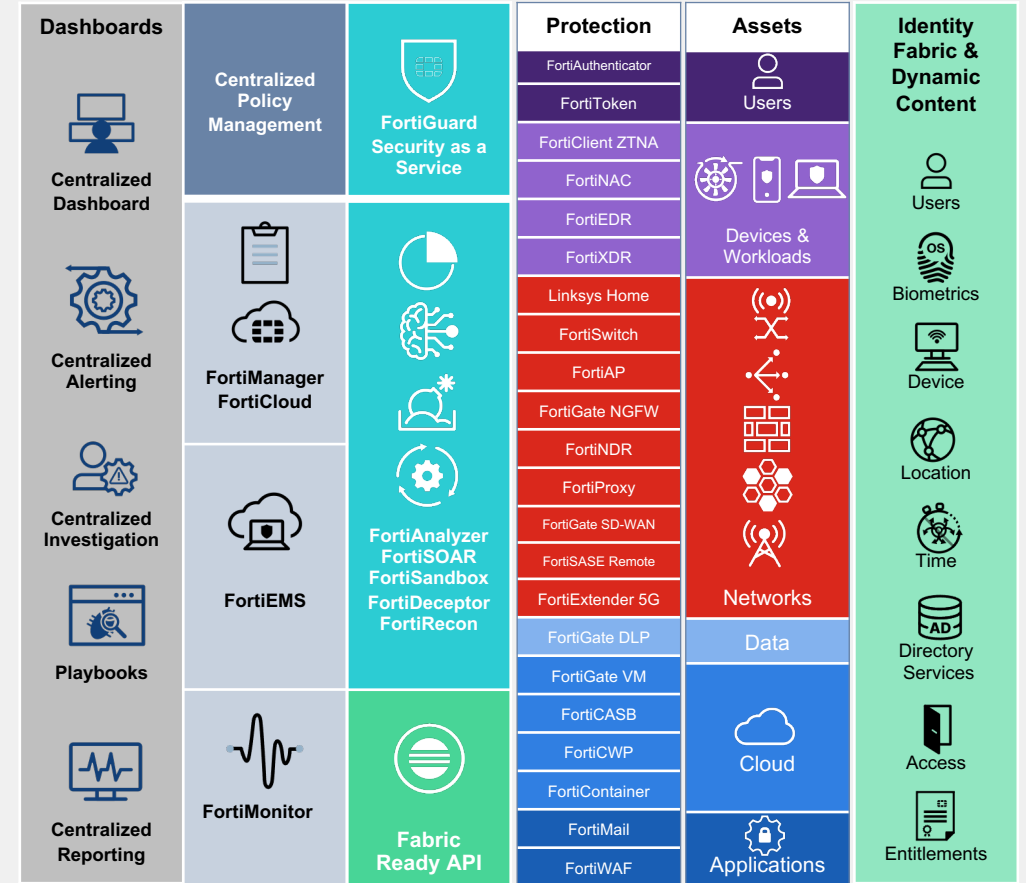 Dashboards
Centralized
Dashboard
Centralized
Alerting
Centralized
Investigation
Playbooks
Centralized
Reporting
Centralized
Policy
Management
FortiManager
FortiCloud
FortiEMS
FortiMonitor
FortiGuard
Security as a
Service
FortiAnalyzer
FortiSOAR
FortiSandbox
FortiDeceptor
FortiRecon
Fabric
Ready API
Protection
FortiAuthenticator
FortiToken
FortiClient ZTNA
FortiNAC
FortiEDR
FortiXDR
Linksys Home
FortiSwitch
FortiAP
FortiGate NGFW
FortiNDR
FortiProxy
FortiGate SD-WAN
FortiSASE Remote
FortiExtender 5G
FortiGate DLP
FortiGate VM
FortiCASB
FortiCWP
FortiContainer
FortiMail
FortiWAF
Assets
Users
Devices &
Workloads
Networks
Data
Cloud
Applications
Identity
Fabric &
Dynamic
Content
Users
OS
Biometrics
Device
Location
Time
AD
Directory
Services
Access
Entitlements